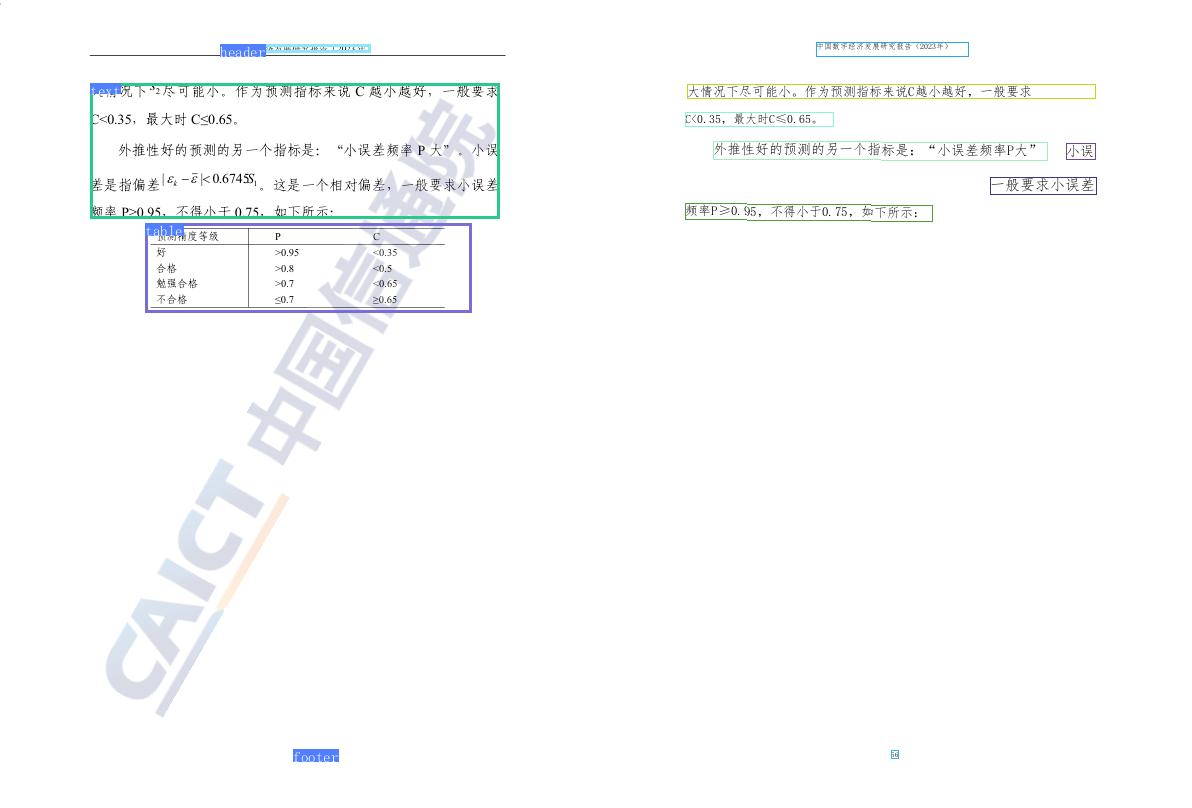 header
text
况下 S₂ 尽可能小。作为预测指标来说 C 越小越好，一般要求
C<0.35，最大时 C≤0.65。
外推性好的预测的另一个指标是：“小误差频率 P 大”。小误
差是指偏差|εₖ − ε̄|<0.6745S₁。这是一个相对偏差，一般要求小误差
频率 P≥0.95，不得小于 0.75，如下所示：
table
预测精度等级 P C
好 >0.95 <0.35
合格 >0.8 <0.5
勉强合格 >0.7 <0.65
不合格 ≤0.7 ≥0.65
CAICT 中国信通院
footer
中国数字经济发展研究报告（2023年）
大情况下尽可能小。作为预测指标来说C越小越好，一般要求
C<0.35，最大时C≤0.65。
外推性好的预测的另一个指标是：“小误差频率P大” 小误
一般要求小误差
频率P≥0.95，不得小于0.75，如下所示：